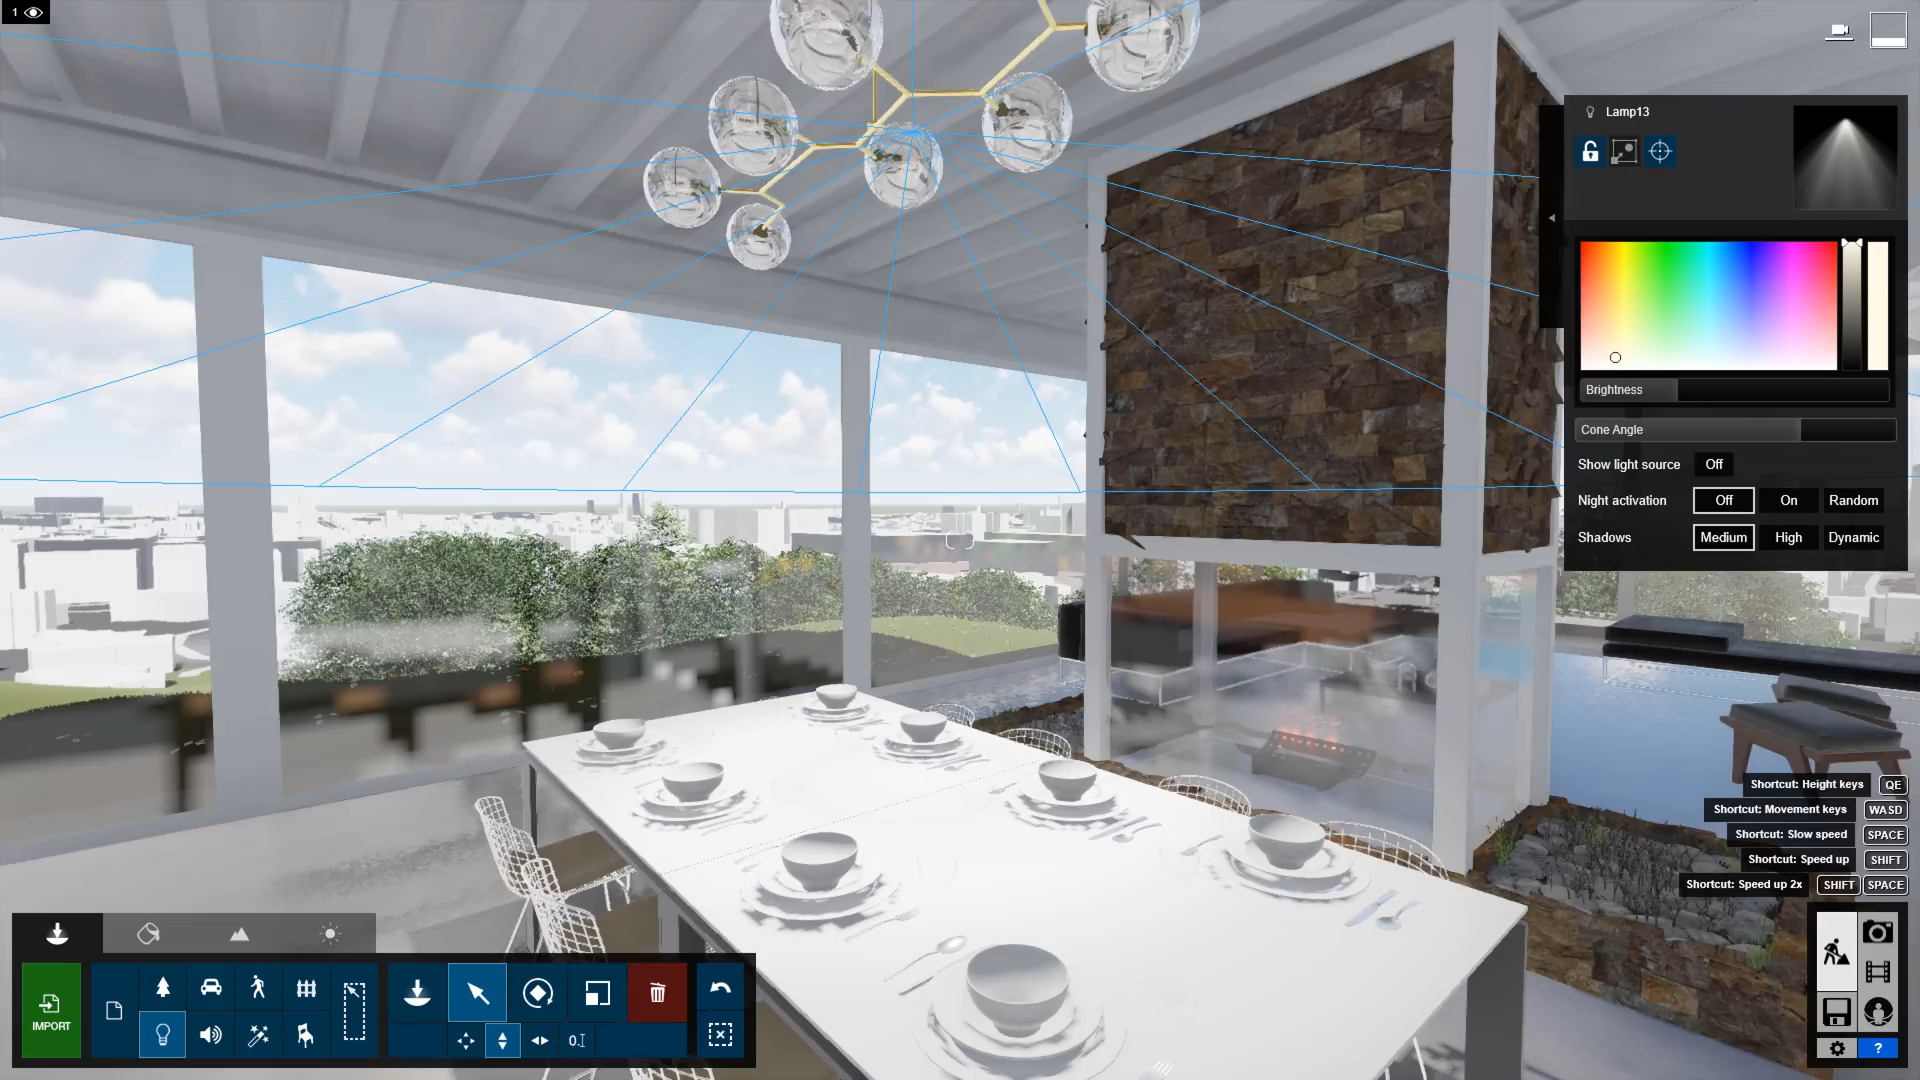 1
Lamp13
Brightness
Cone Angle
Show light source Off
Night activation Off On Random
Shadows Medium High Dynamic
Shortcut: Height keys QE
Shortcut: Movement keys WASD
Shortcut: Slow speed SPACE
Shortcut: Speed up SHIFT
Shortcut: Speed up 2x SHIFT SPACE
IMPORT
0.
?